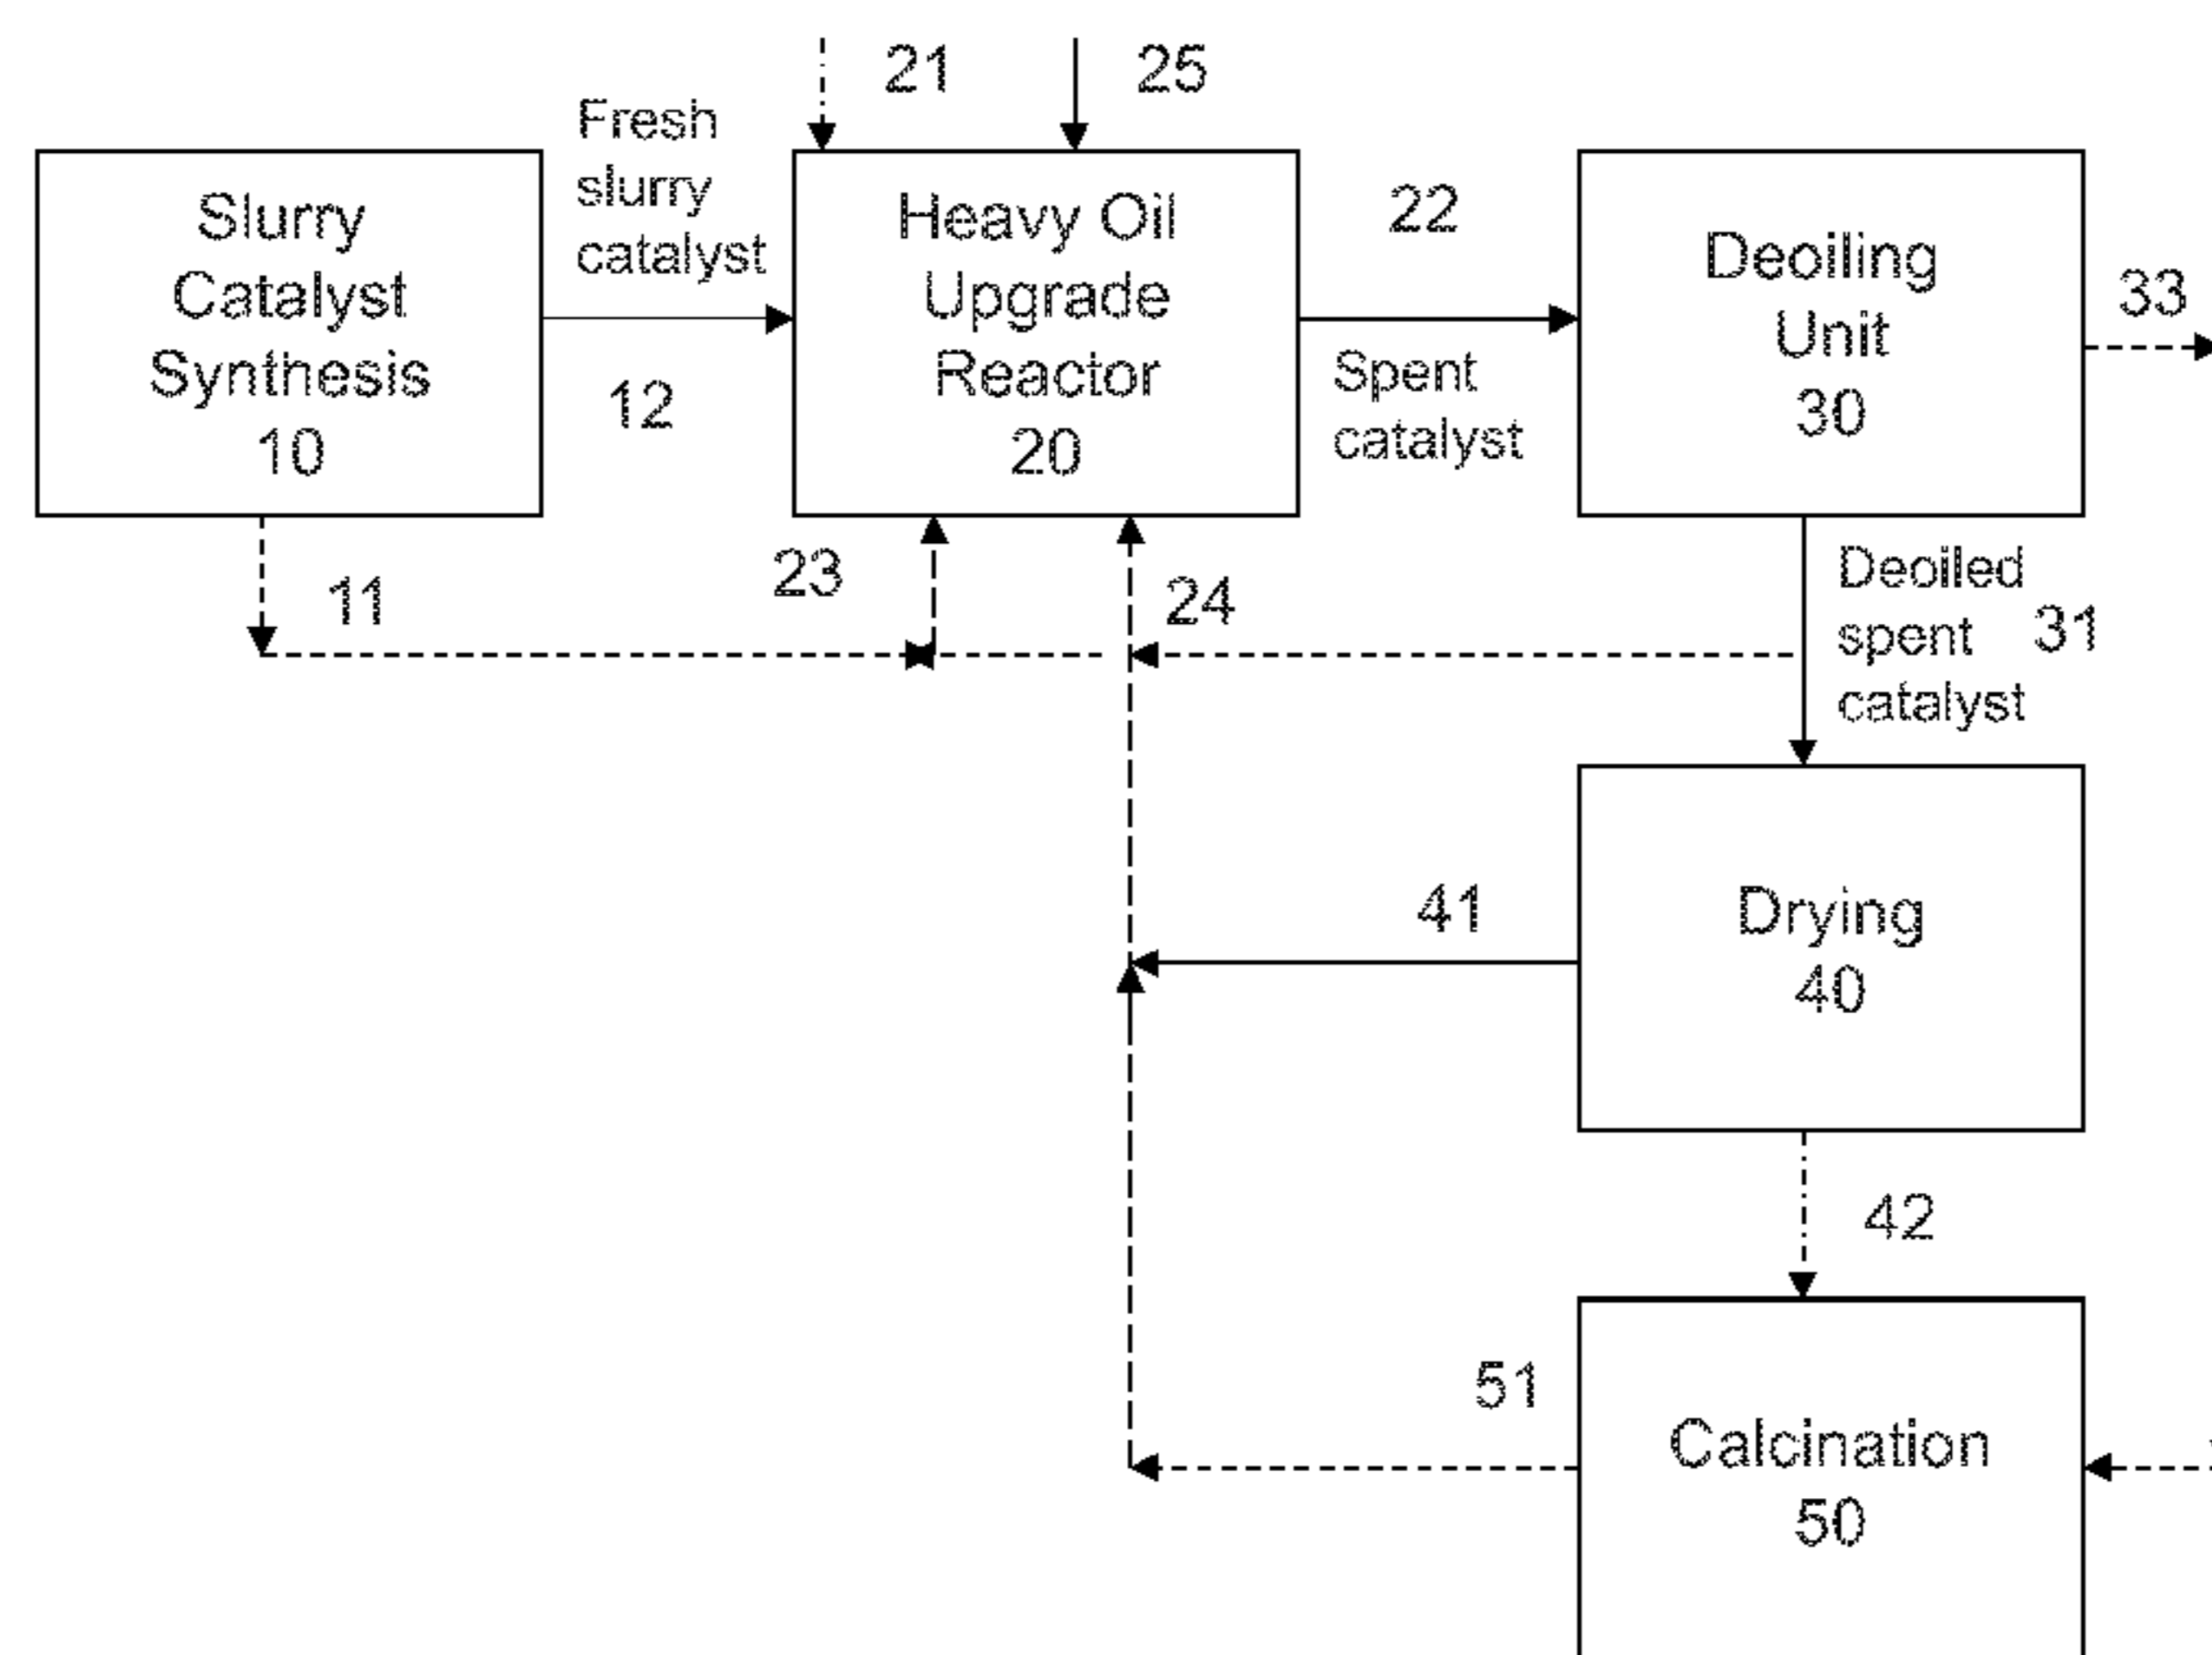 21
25
Fresh
slurry
catalyst
Slurry
Catalyst
Synthesis
10
12
Heavy Oil
Upgrade
Reactor
20
22
Spent
catalyst
Deoiling
Unit
30
33
11
23
24
Deoiled
spent
catalyst
31
41
Drying
40
42
51
Calcination
50